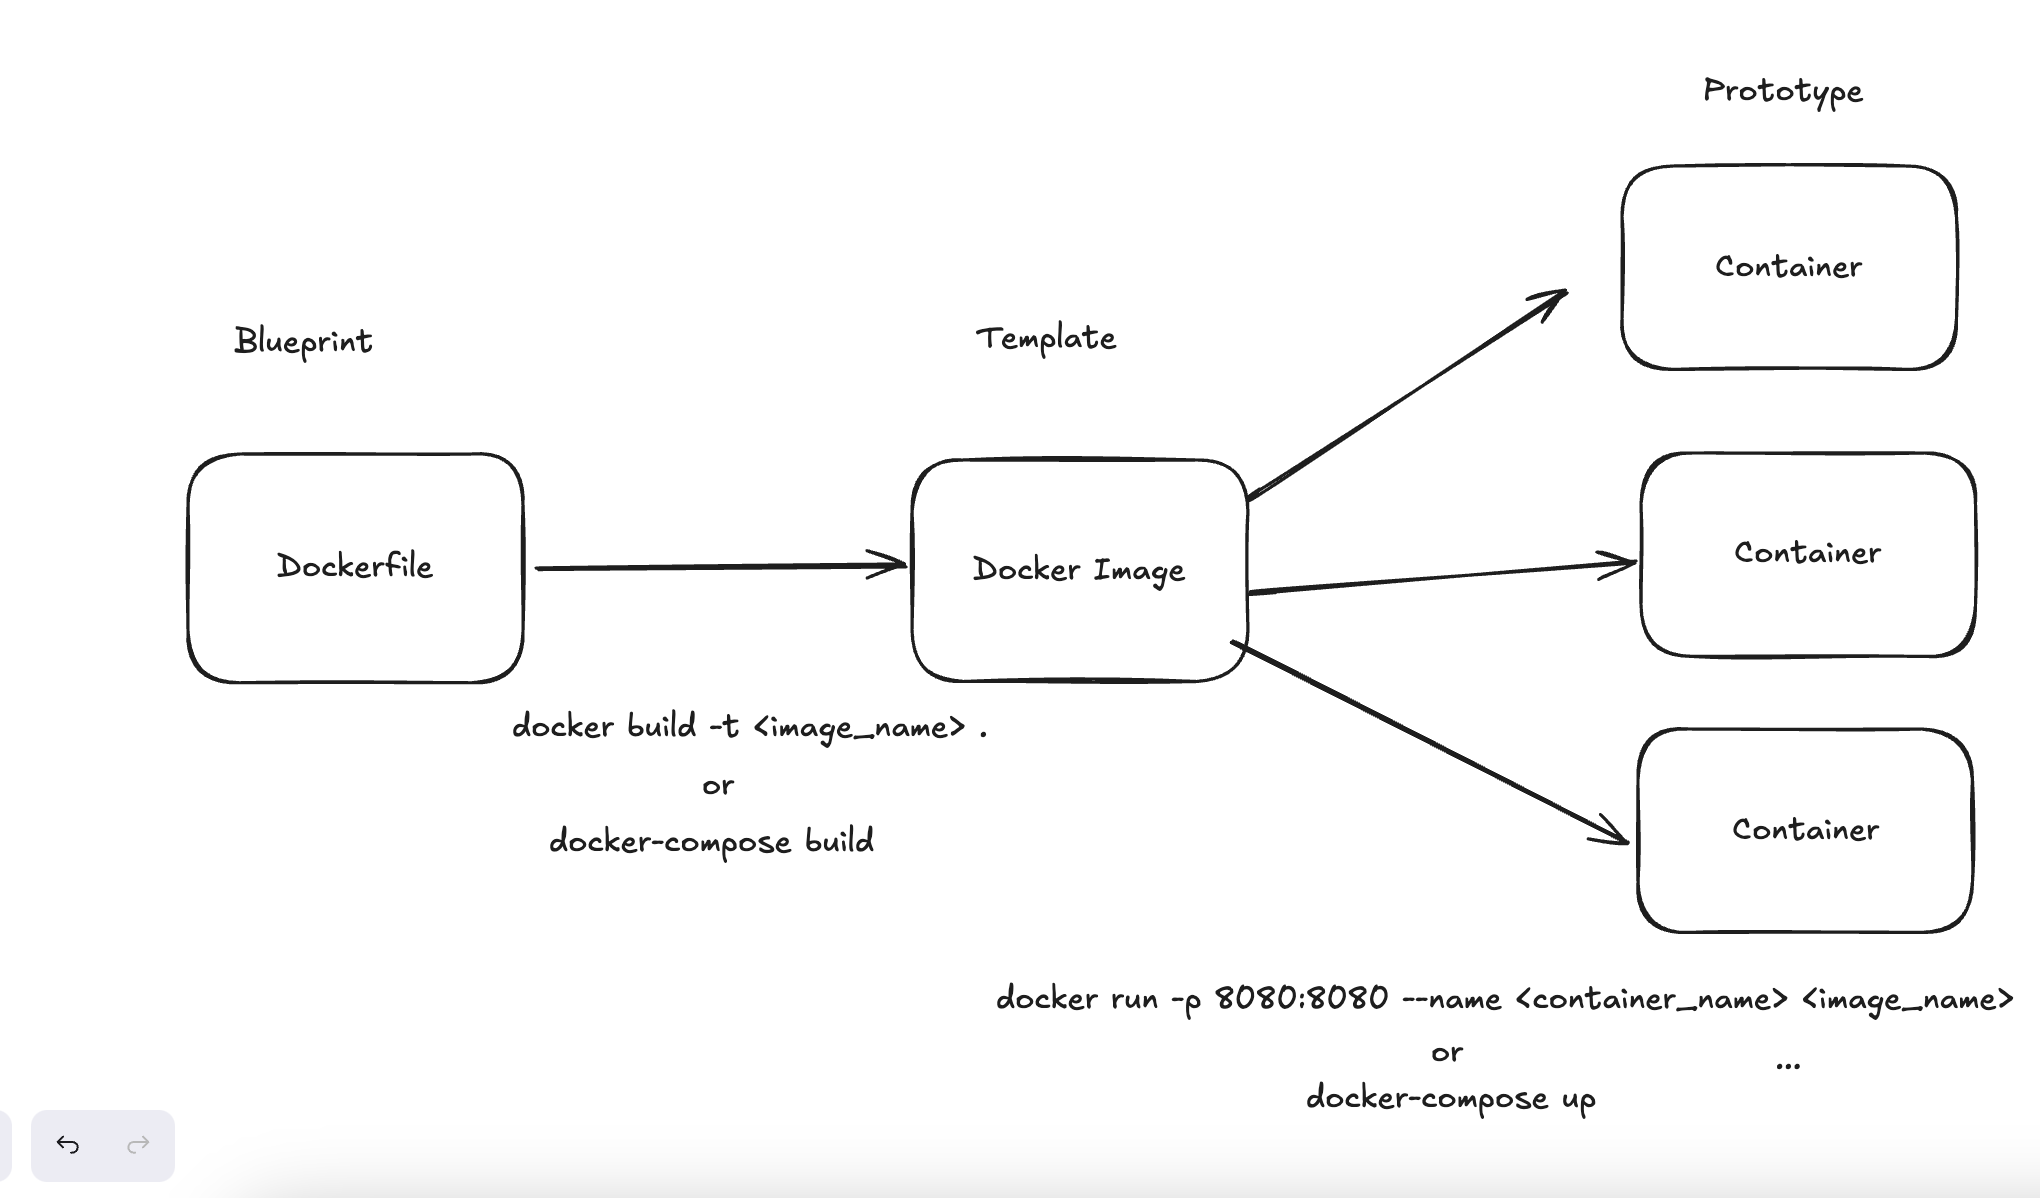 Prototype
Container
Blueprint
Template
Dockerfile
Docker Image
Container
docker build -t <image_name> .
or
docker-compose build
Container
docker run -p 8080:8080 --name <container_name> <image_name>
or
...
docker-compose up